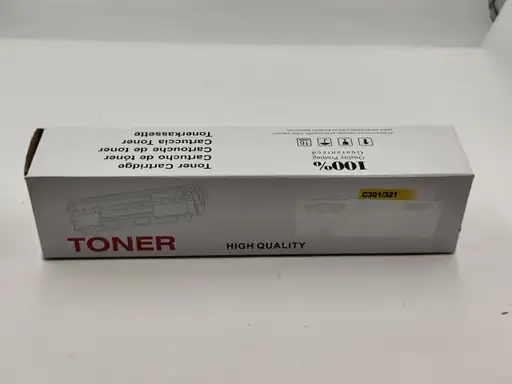 Toner Cartridge
Cartucho de tóner
Cartouche de toner
Cartuccia Toner
Tonerkassette
100%
Quality Printing
Guaranteed
C301/321
TONER
HIGH QUALITY